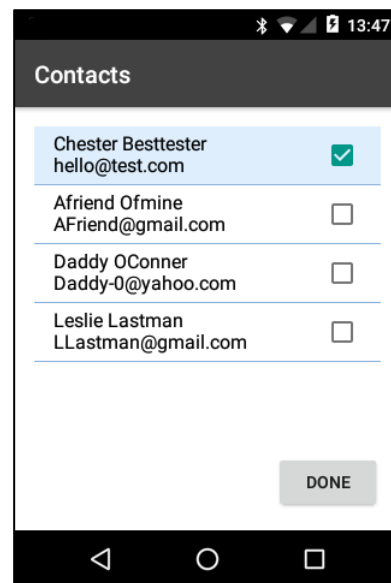 13:47
Contacts
Chester Besttester
hello@test.com
Afriend Ofmine
AFriend@gmail.com
Daddy OConner
Daddy-0@yahoo.com
Leslie Lastman
LLastman@gmail.com
DONE